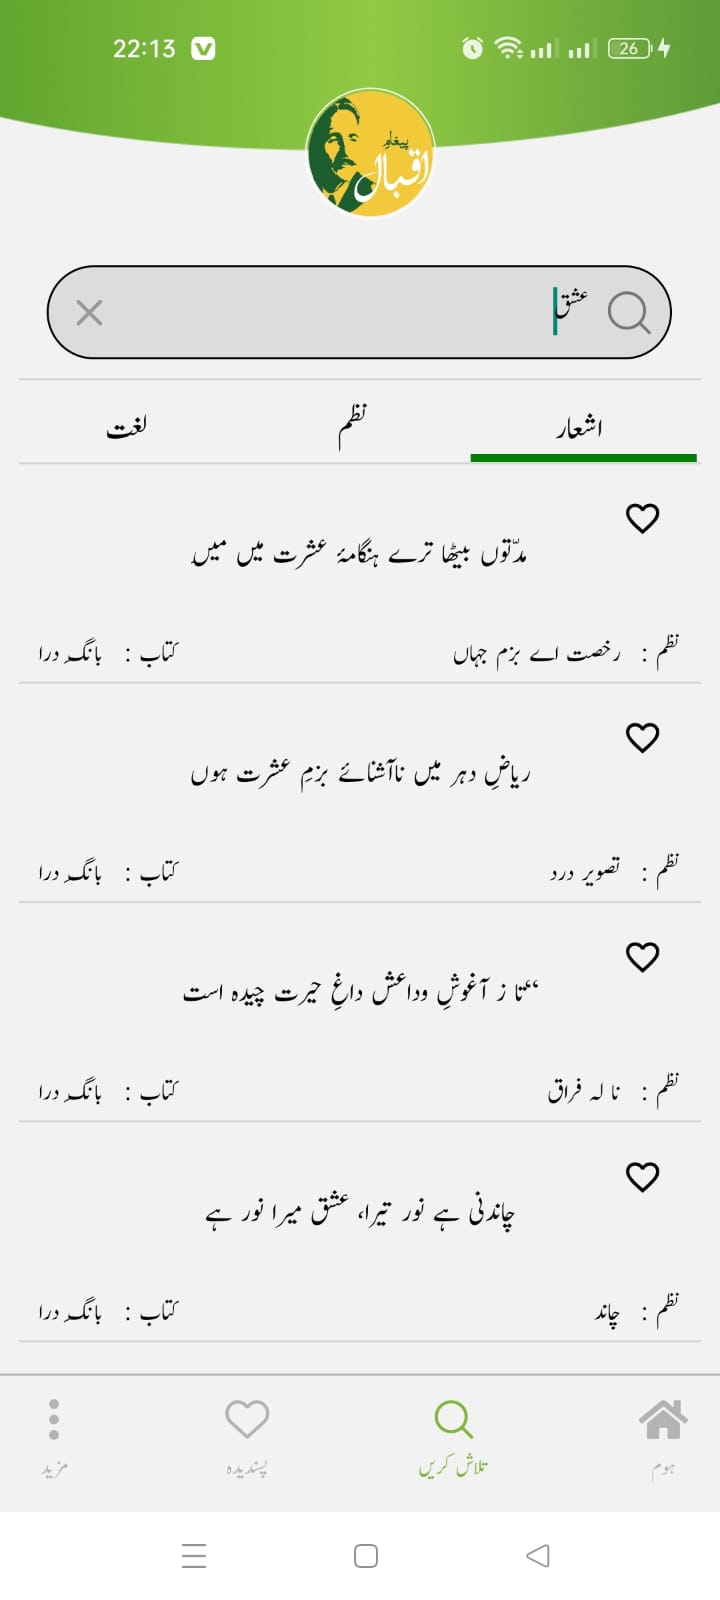 22:13
26
پیغامِ
اقبال
عشق
اشعار نظم لغت
مدّتوں بیٹھا ترے ہنگامۂ عشرت میں میں
نظم : رخصت اے بزم جہاں کتاب : بانگِ درا
ریاضِ دہر میں ناآشنائے بزمِ عشرت ہوں
نظم : تصویر درد کتاب : بانگِ درا
“تا ز آغوشِ وداعش داغِ حیرت چیدہ است
نظم : نا لہ فراق کتاب : بانگِ درا
چاندنی ہے نور تیرا، عشق میرا نور ہے
نظم : چاند کتاب : بانگِ درا
ہوم تلاش کریں پسندیدہ مزید